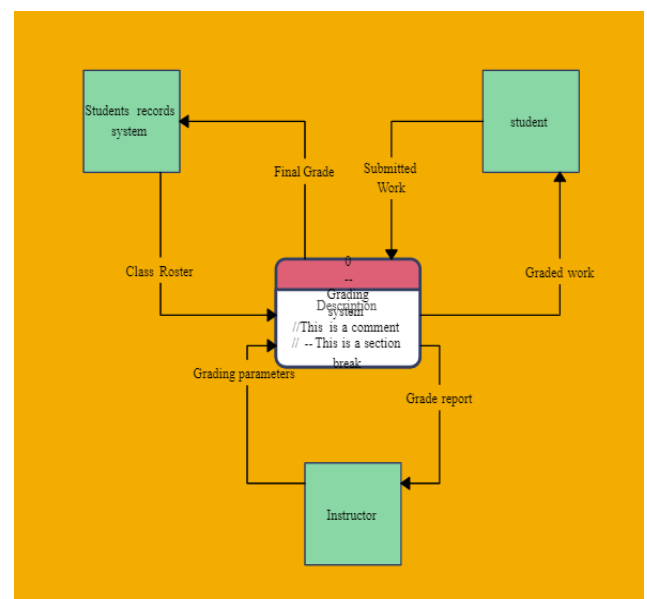 Students records
system
student
Final Grade
Submitted
Work
Class Roster
Graded work
0
--
Grading
system
Description
//This is a comment
// -- This is a section
break
Grading parameters
Grade report
Instructor